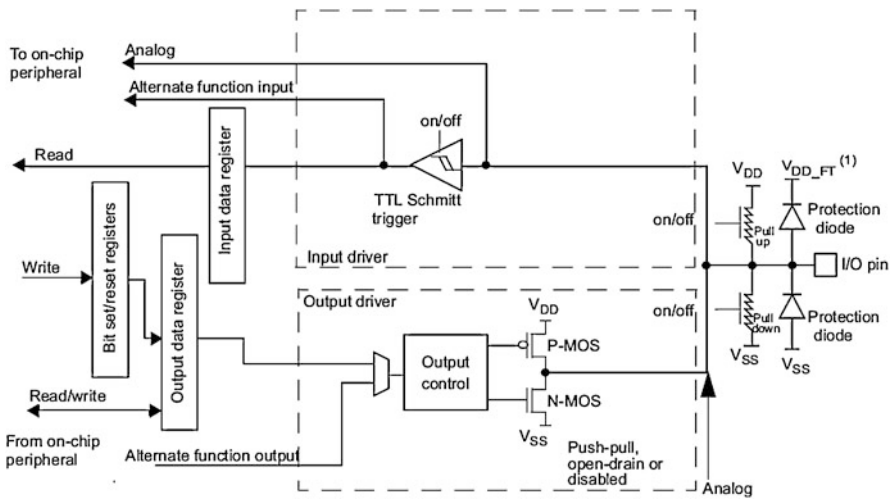 To on-chip
peripheral
Analog
Alternate function input
on/off
Read
Input data register
TTL Schmitt
trigger
Input driver
V_DD
V_DD_FT (1)
on/off
Pull
up
Protection
diode
I/O pin
Write
Bit set/reset registers
Output data register
Output driver
V_DD
P-MOS
Output
control
N-MOS
V_SS
on/off
Pull
down
V_SS
Protection
diode
V_SS
Read/write
From on-chip
peripheral
Alternate function output
Push-pull,
open-drain or
disabled
Analog